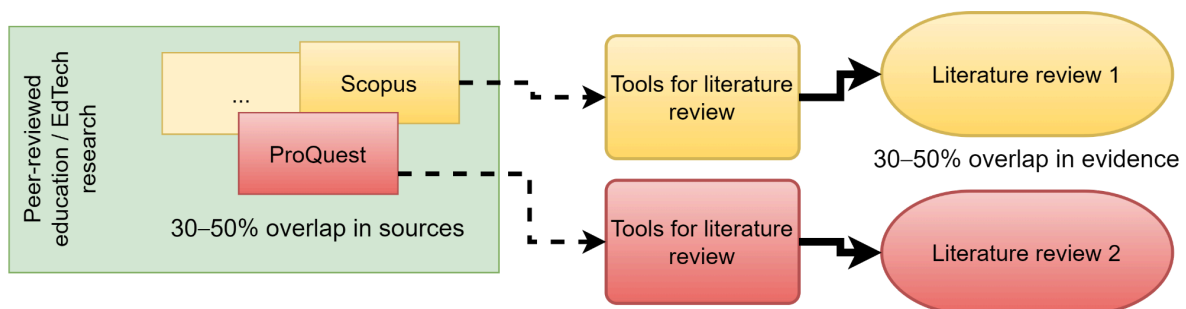 Peer-reviewed
education / EdTech
research
...
Scopus
ProQuest
30–50% overlap in sources
Tools for literature
review
Tools for literature
review
Literature review 1
30–50% overlap in evidence
Literature review 2